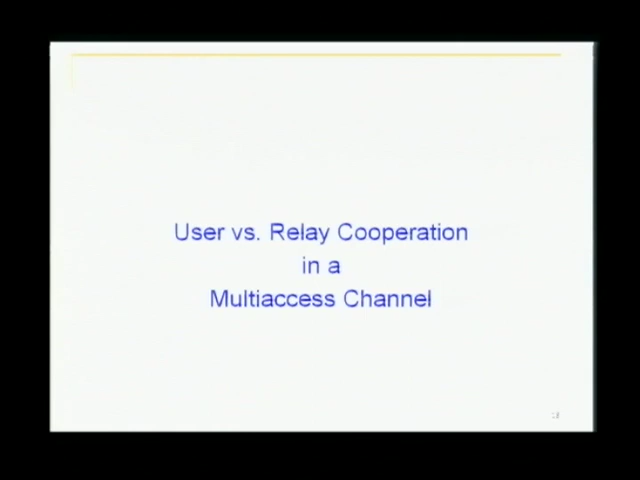 User vs. Relay Cooperation
in a
Multiaccess Channel